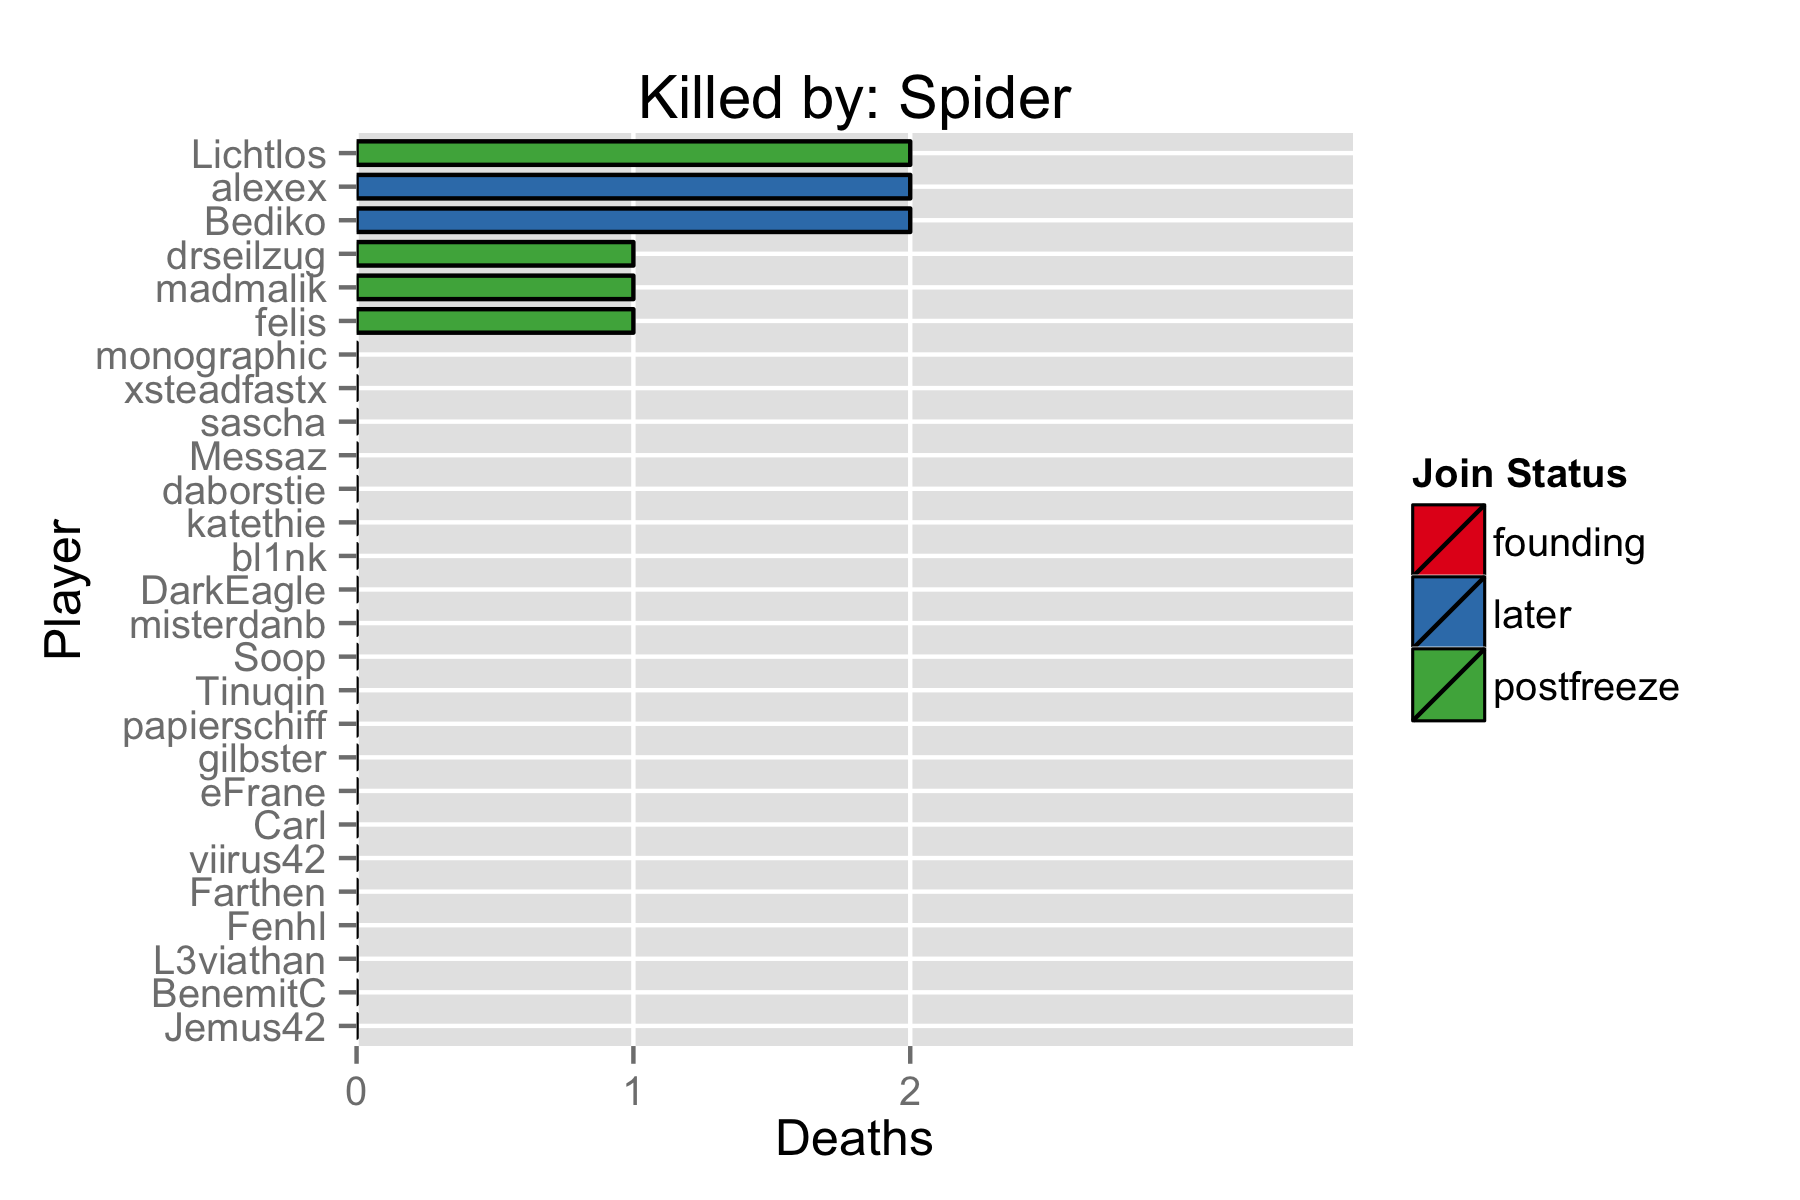 Killed by: Spider
Lichtlos
alexex
Bediko
drseilzug
madmalik
felis
monographic
xsteadfastx
sascha
Messaz
daborstie
katethie
bl1nk
DarkEagle
misterdanb
Soop
Tinuqin
papierschiff
gilbster
eFrane
Carl
viirus42
Farthen
Fenhl
L3viathan
BenemitC
Jemus42
Player
0 1 2
Deaths
Join Status
founding
later
postfreeze